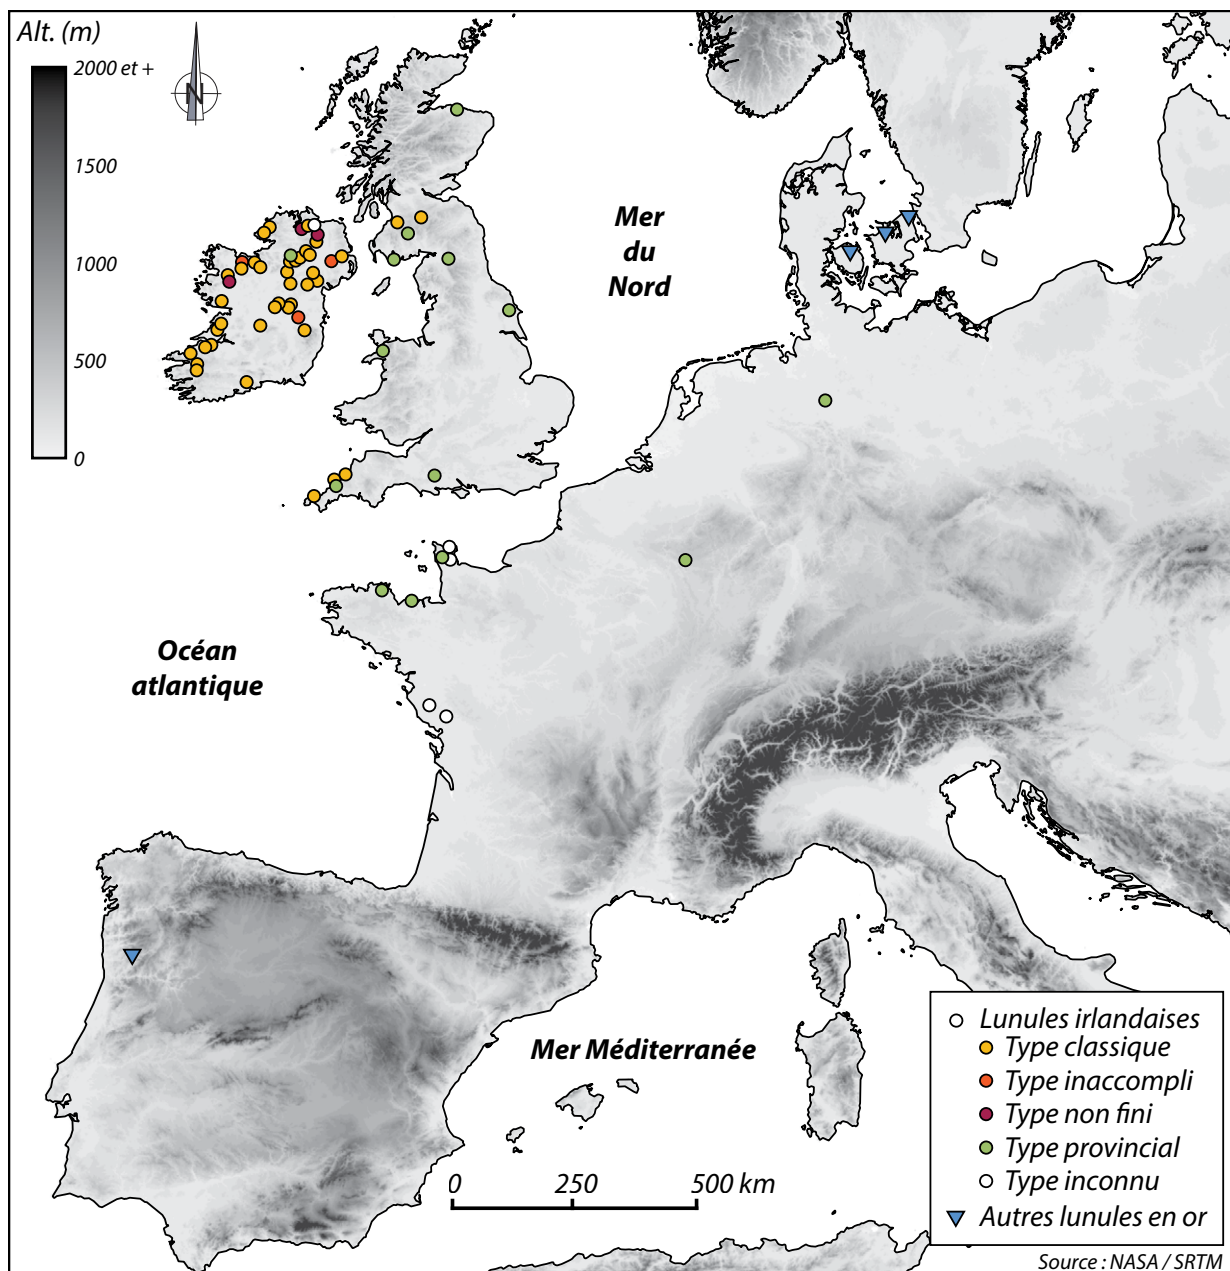 Alt. (m)
2000 et +
1500
1000
500
0
N
Mer
du
Nord
Océan
atlantique
Mer Méditerranée
0 250 500 km
Lunules irlandaises
Type classique
Type inaccompli
Type non fini
Type provincial
Type inconnu
Autres lunules en or
Source : NASA / SRTM